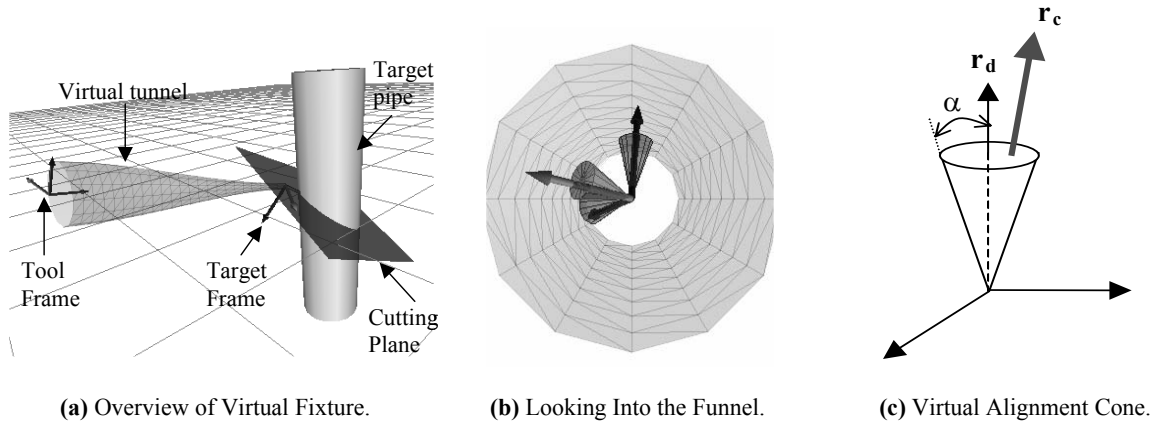 Virtual tunnel
Target
pipe
Tool
Frame
Target
Frame
Cutting
Plane
(a) Overview of Virtual Fixture.
(b) Looking Into the Funnel.
r_c
r_d
α
(c) Virtual Alignment Cone.